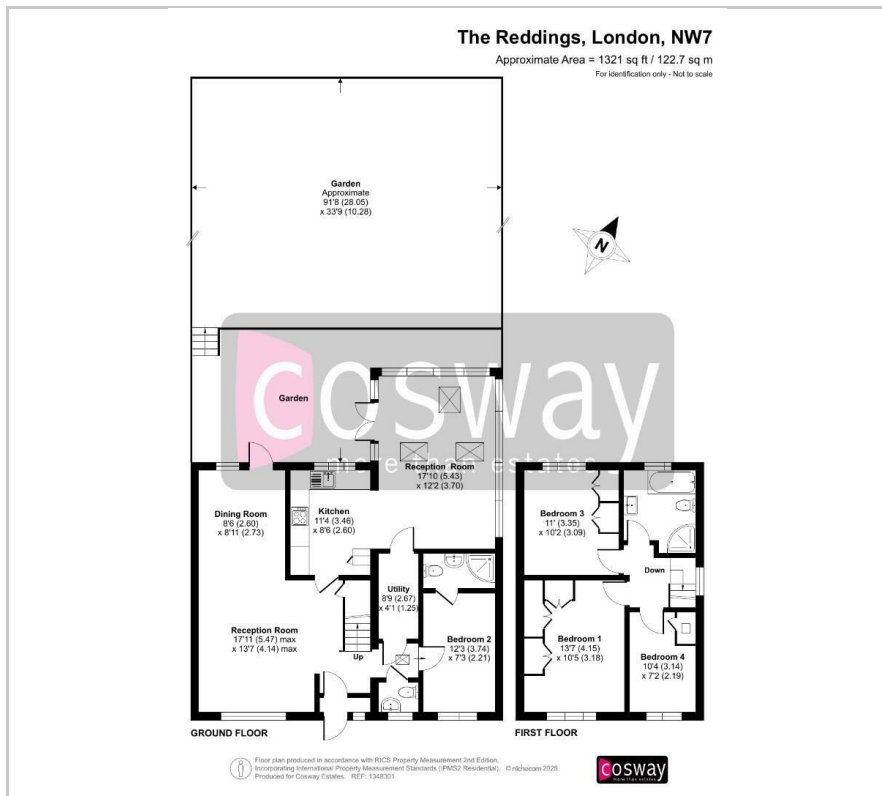 The Reddings, London, NW7
Approximate Area = 1321 sq ft / 122.7 sq m
For identification only - Not to scale
Garden
Approximate
91'8 (28.05)
x 33'9 (10.28)
N
cosway
more than estates
Garden
Reception Room
17'10 (5.43)
x 12'2 (3.70)
Dining Room
8'6 (2.60)
x 8'11 (2.73)
Kitchen
11'4 (3.46)
x 8'6 (2.60)
Utility
8'9 (2.67)
x 4'1 (1.25)
Reception Room
17'11 (5.47) max
x 13'7 (4.14) max
Up
Bedroom 2
12'3 (3.74)
x 7'3 (2.21)
GROUND FLOOR
Bedroom 3
11' (3.35)
x 10'2 (3.09)
Down
Bedroom 1
13'7 (4.15)
x 10'5 (3.18)
Bedroom 4
10'4 (3.14)
x 7'2 (2.19)
FIRST FLOOR
Floor plan produced in accordance with RICS Property Measurement 2nd Edition.
Incorporating International Property Measurement Standards (IPMS2 Residential). © nichecom 2025.
Produced for Cosway Estates. REF: 1348301
cosway
more than estates